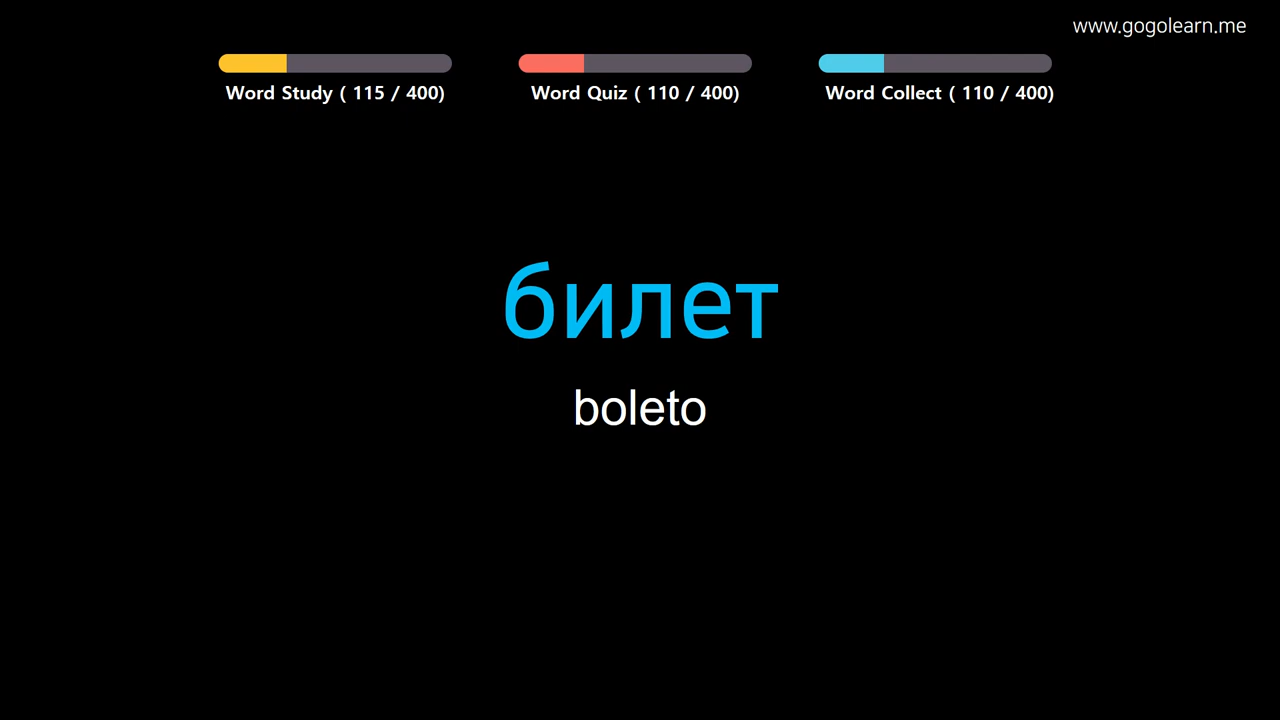 www.gogolearn.me
Word Study ( 115 / 400)
Word Quiz ( 110 / 400)
Word Collect ( 110 / 400)
билет
boleto